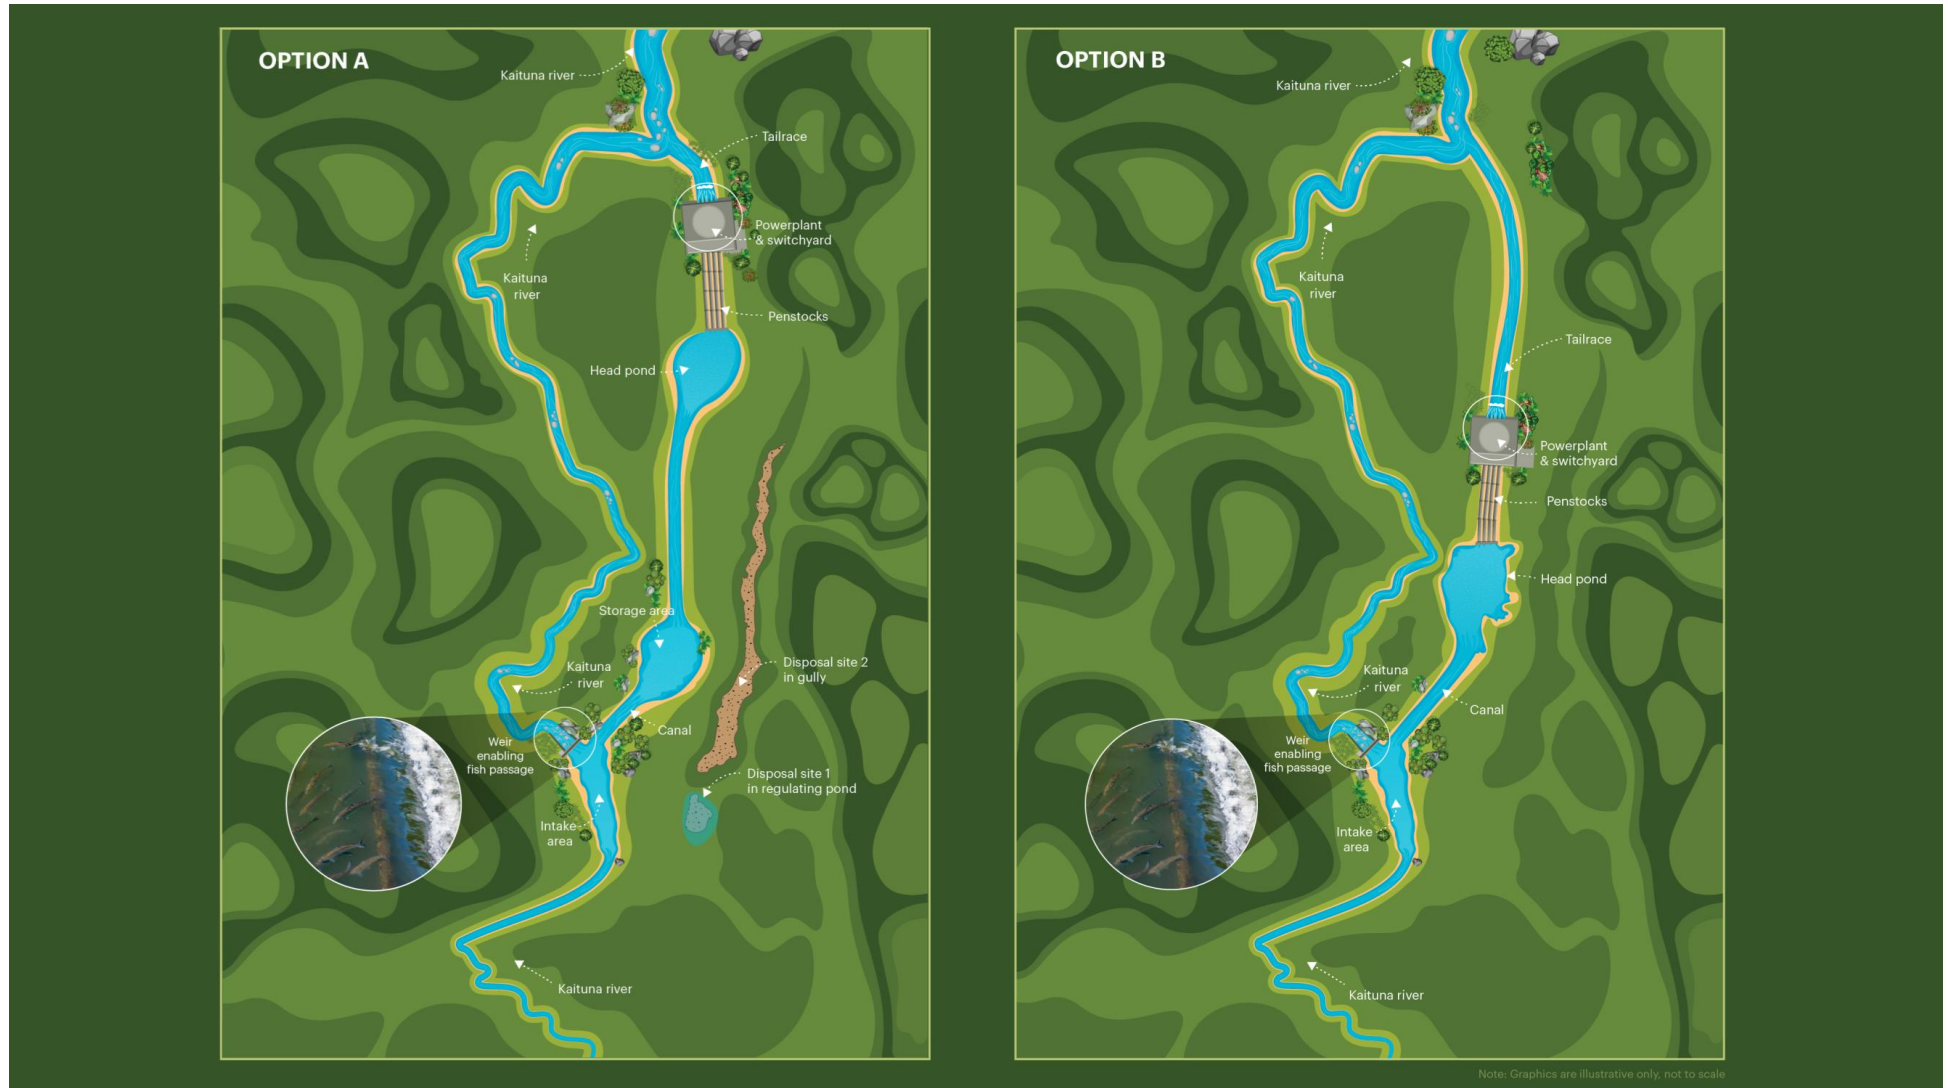 OPTION A
Kaituna river
Tailrace
Powerplant
& switchyard
Kaituna
river
Penstocks
Head pond
Storage area
Kaituna
river
Disposal site 2
in gully
Canal
Weir
enabling
fish passage
Disposal site 1
in regulating pond
Intake
area
Kaituna river
OPTION B
Kaituna river
Kaituna
river
Tailrace
Powerplant
& switchyard
Penstocks
Head pond
Kaituna
river
Canal
Weir
enabling
fish passage
Intake
area
Kaituna river
Note: Graphics are illustrative only, not to scale